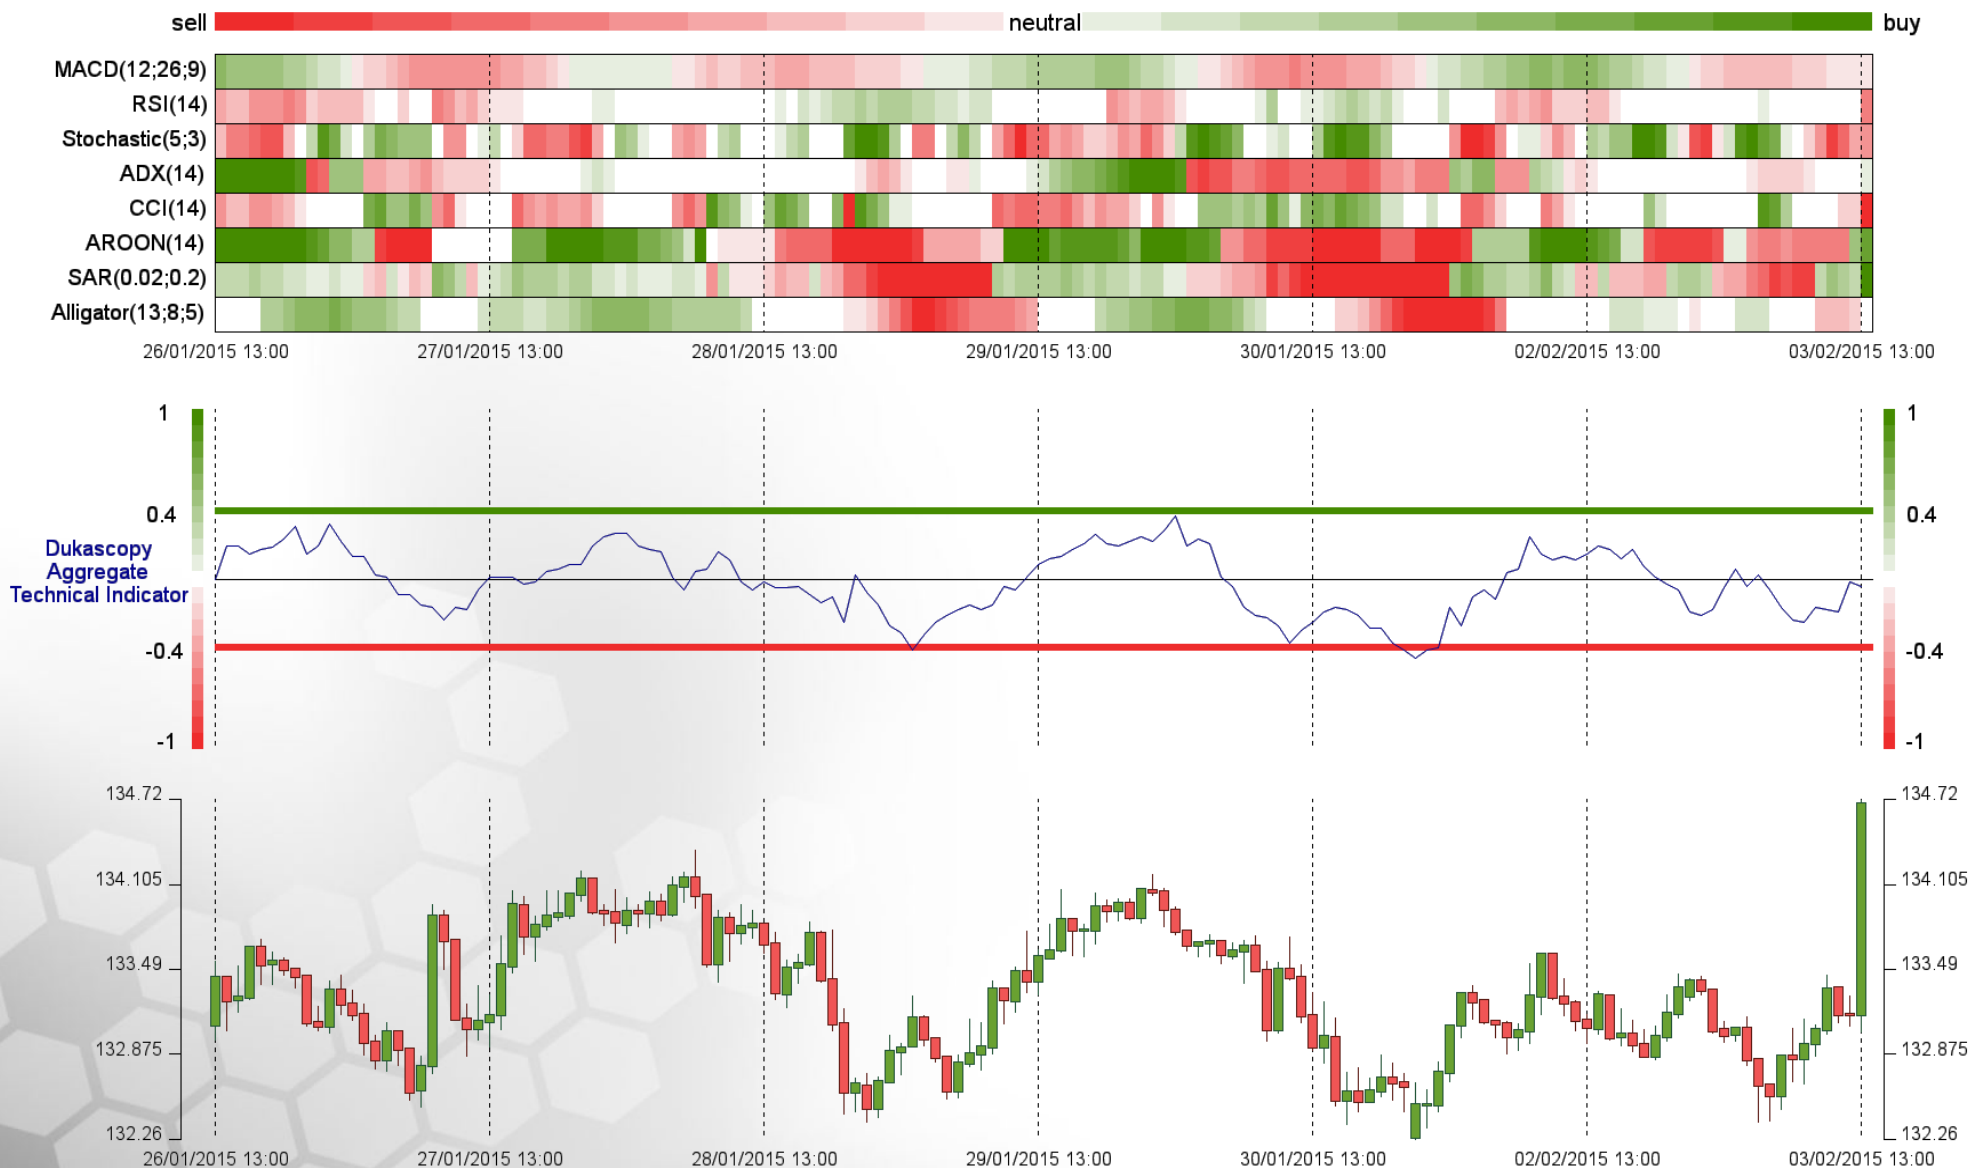 sell neutral buy
MACD(12;26;9)
RSI(14)
Stochastic(5;3)
ADX(14)
CCI(14)
AROON(14)
SAR(0.02;0.2)
Alligator(13;8;5)
26/01/2015 13:00 27/01/2015 13:00 28/01/2015 13:00 29/01/2015 13:00 30/01/2015 13:00 02/02/2015 13:00 03/02/2015 13:00
1 1
0.4 0.4
Dukascopy
Aggregate
Technical Indicator
-0.4 -0.4
-1 -1
134.72 134.72
134.105 134.105
133.49 133.49
132.875 132.875
132.26 132.26
26/01/2015 13:00 27/01/2015 13:00 28/01/2015 13:00 29/01/2015 13:00 30/01/2015 13:00 02/02/2015 13:00 03/02/2015 13:00